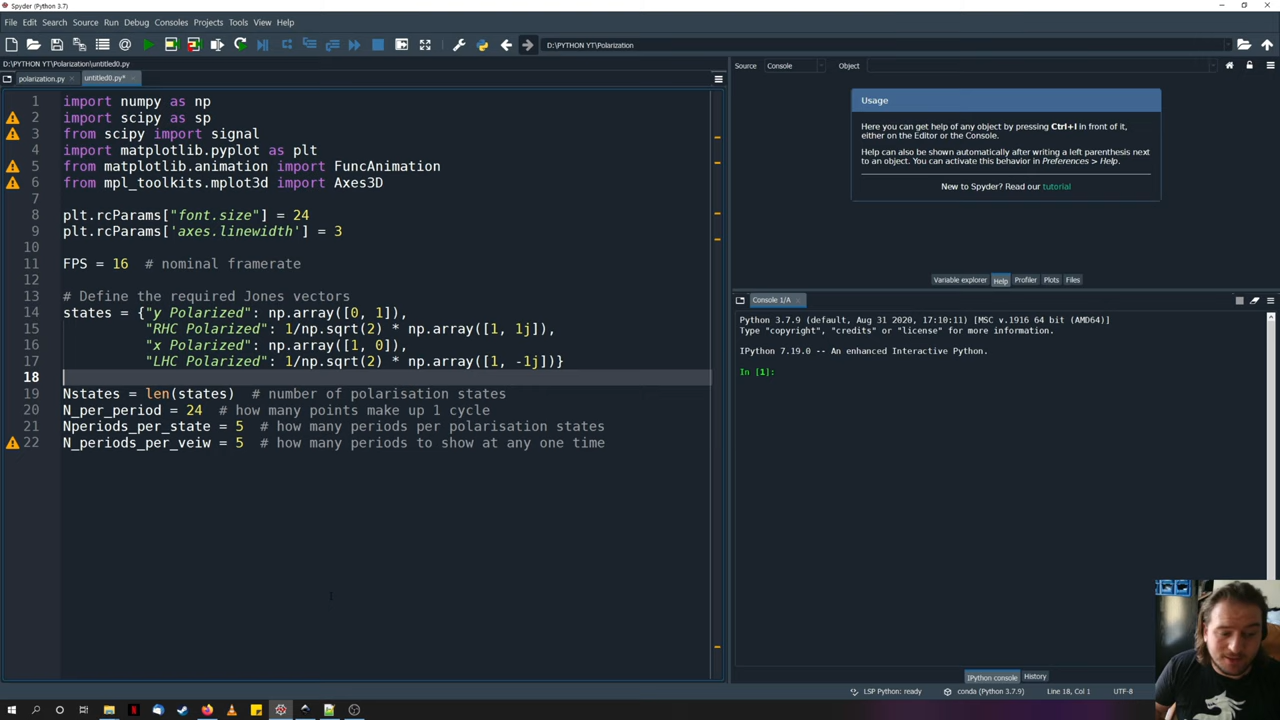 Spyder (Python 3.7)
File Edit Search Source Run Debug Consoles Projects Tools View Help
D:\PYTHON YT\Polarization
D:\PYTHON YT\Polarization\untitled0.py
polarization.py untitled0.py*
1 import numpy as np
2 import scipy as sp
3 from scipy import signal
4 import matplotlib.pyplot as plt
5 from matplotlib.animation import FuncAnimation
6 from mpl_toolkits.mplot3d import Axes3D
7
8 plt.rcParams["font.size"] = 24
9 plt.rcParams['axes.linewidth'] = 3
10
11 FPS = 16  # nominal framerate
12
13 # Define the required Jones vectors
14 states = {"y Polarized": np.array([0, 1]),
15 "RHC Polarized": 1/np.sqrt(2) * np.array([1, 1j]),
16 "x Polarized": np.array([1, 0]),
17 "LHC Polarized": 1/np.sqrt(2) * np.array([1, -1j])}
18
19 Nstates = len(states)  # number of polarisation states
20 N_per_period = 24  # how many points make up 1 cycle
21 Nperiods_per_state = 5  # how many periods per polarisation states
22 N_periods_per_veiw = 5  # how many periods to show at any one time
Source Console Object
Usage
Here you can get help of any object by pressing Ctrl+I in front of it,
either on the Editor or the Console.
Help can also be shown automatically after writing a left parenthesis next
to an object. You can activate this behavior in Preferences > Help.
New to Spyder? Read our tutorial
Variable explorer Help Profiler Plots Files
Console 1/A
Python 3.7.9 (default, Aug 31 2020, 17:10:11) [MSC v.1916 64 bit (AMD64)]
Type "copyright", "credits" or "license" for more information.
IPython 7.19.0 -- An enhanced Interactive Python.
In [1]:
IPython console History
LSP Python: ready conda (Python 3.7.9) Line 18, Col 1 UTF-8